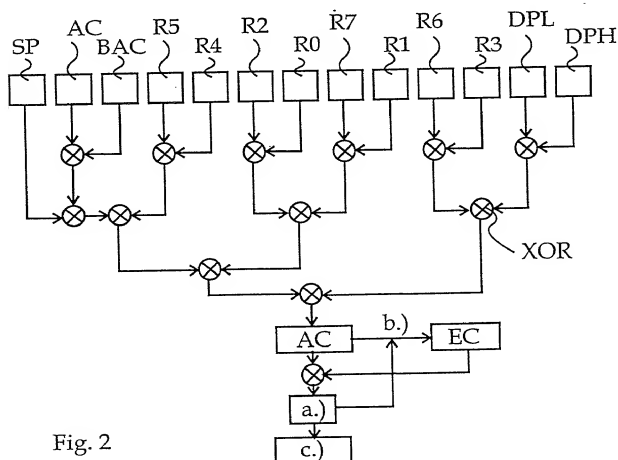 SP AC BAC R5 R4 R2 R0 R7 R1 R6 R3 DPL DPH
XOR
AC b.) EC
a.)
Fig. 2
c.)